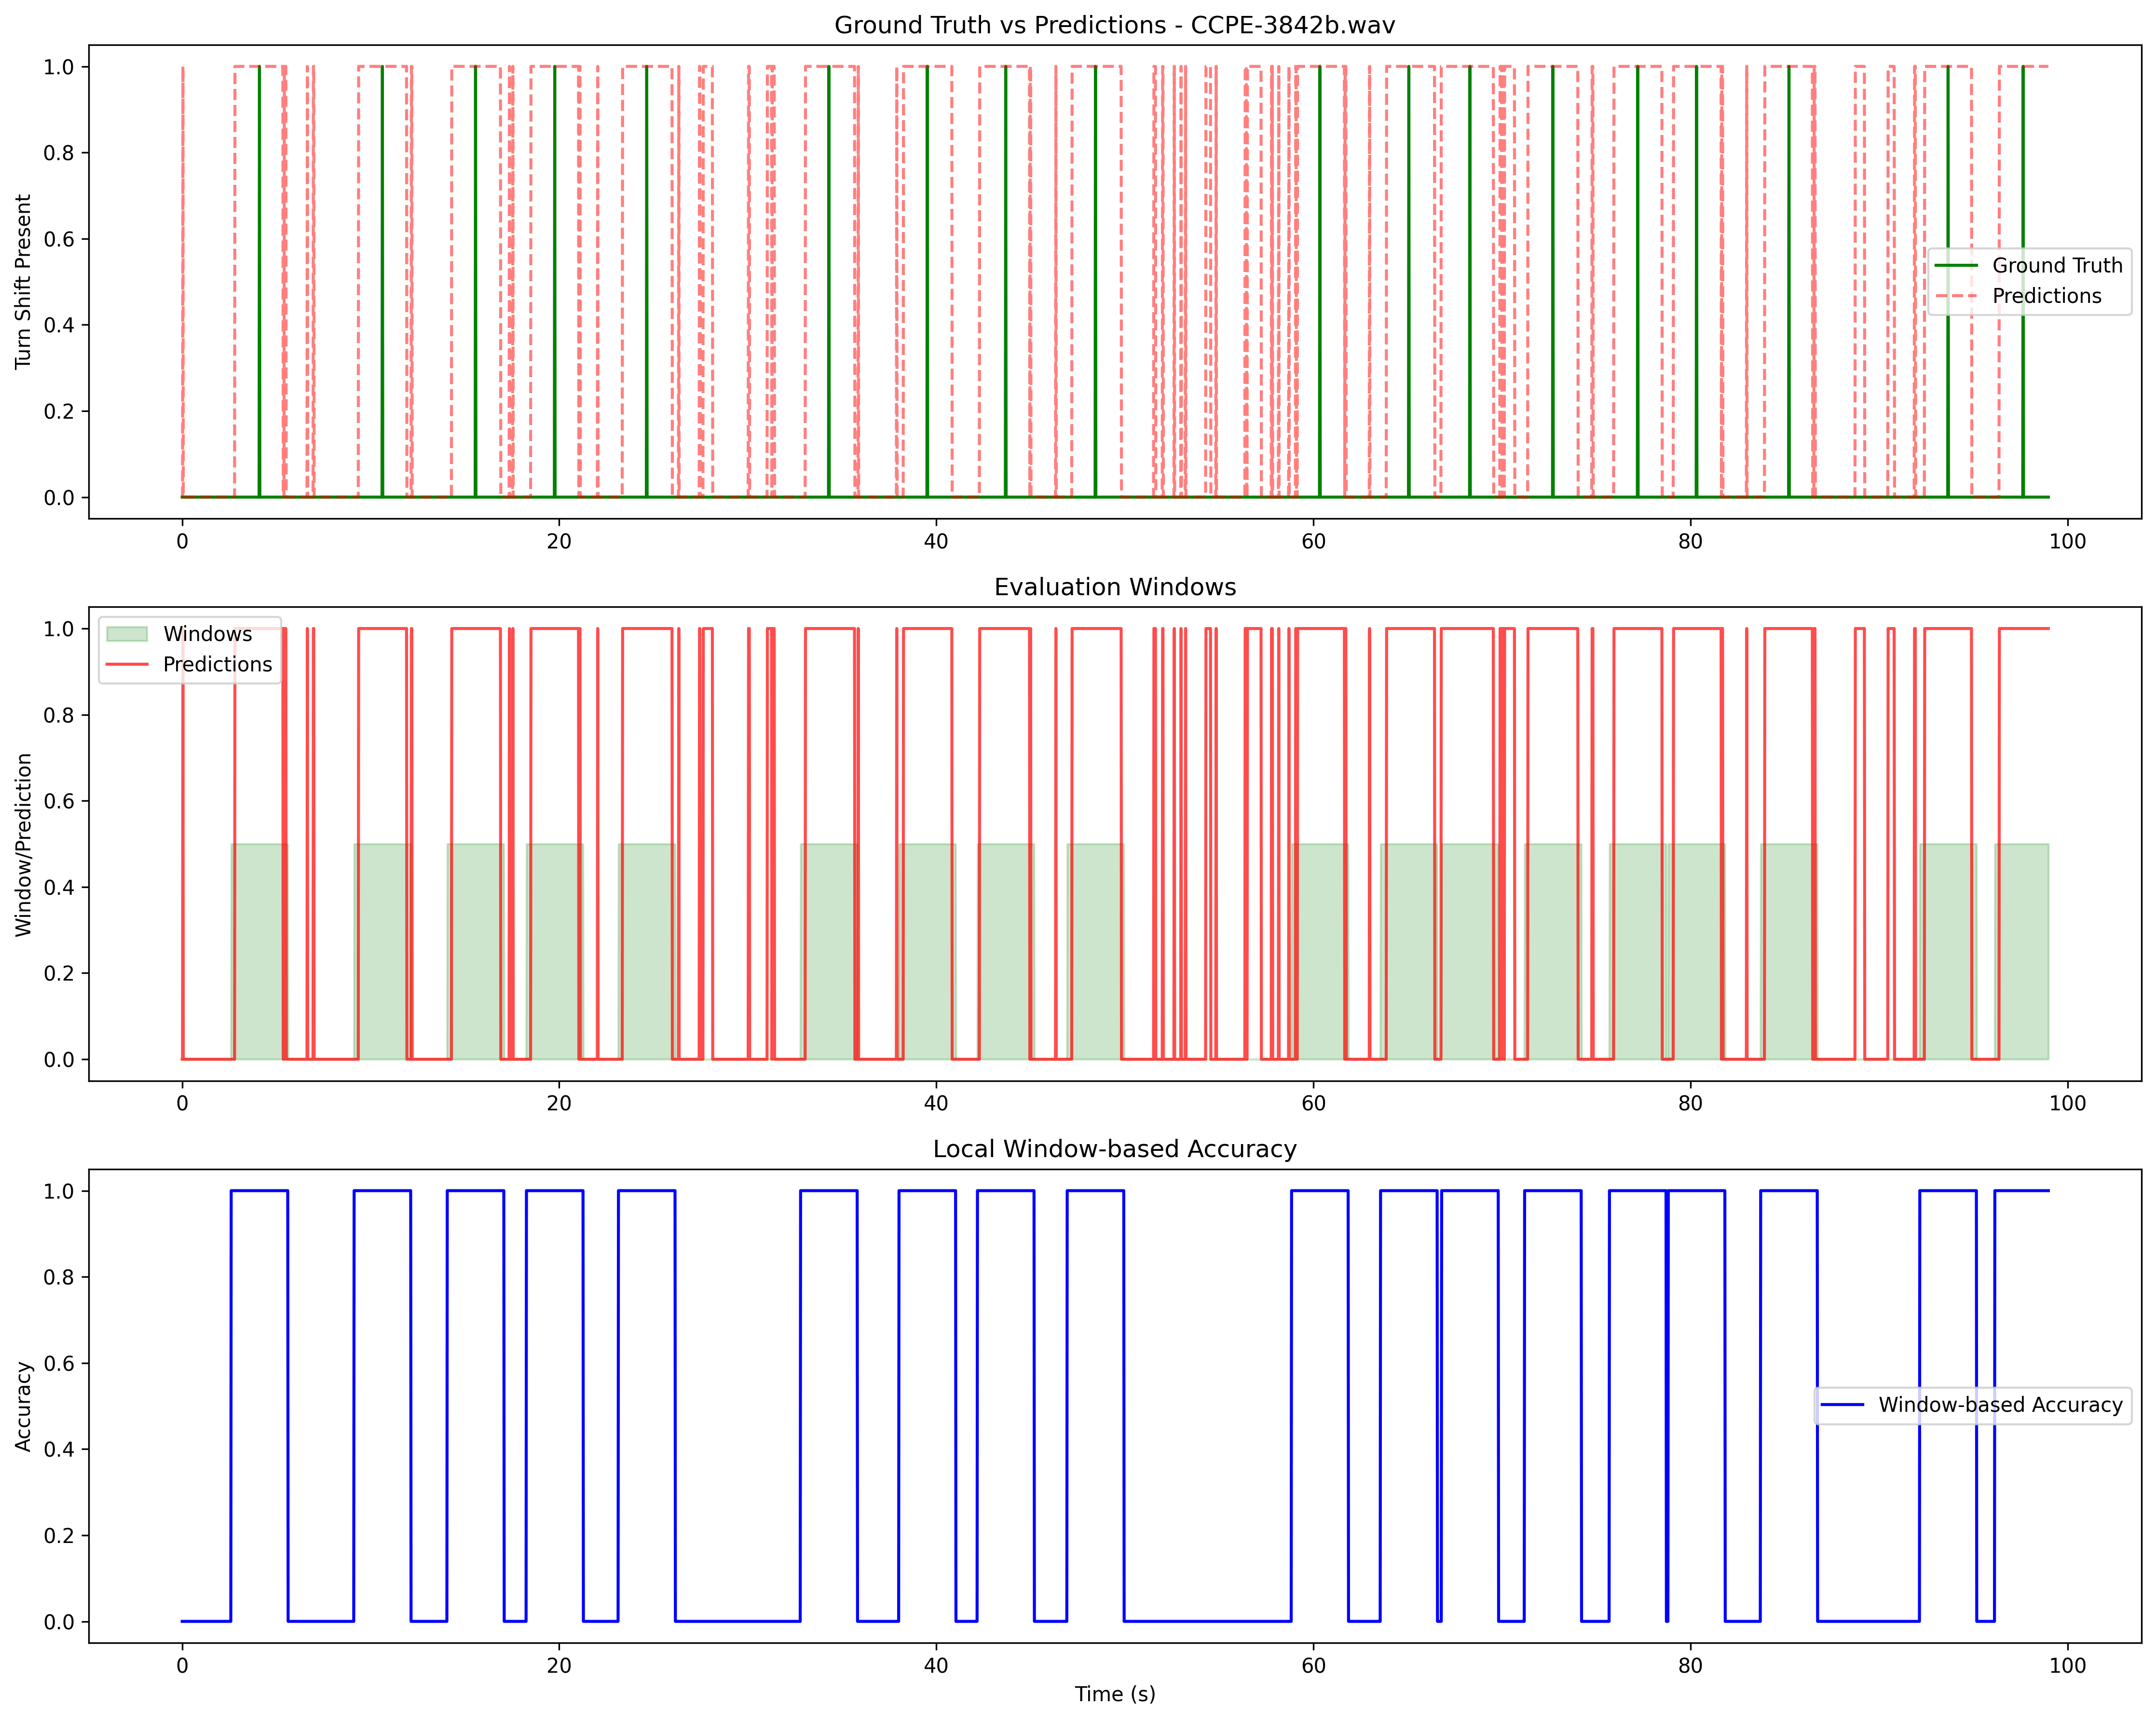 Ground Truth vs Predictions - CCPE-3842b.wav
Turn Shift Present
1.0
0.8
0.6
0.4
0.2
0.0
Ground Truth
Predictions
0 20 40 60 80 100
Evaluation Windows
Window/Prediction
1.0
0.8
0.6
0.4
0.2
0.0
Windows
Predictions
0 20 40 60 80 100
Local Window-based Accuracy
Accuracy
1.0
0.8
0.6
0.4
0.2
0.0
Window-based Accuracy
0 20 40 60 80 100
Time (s)